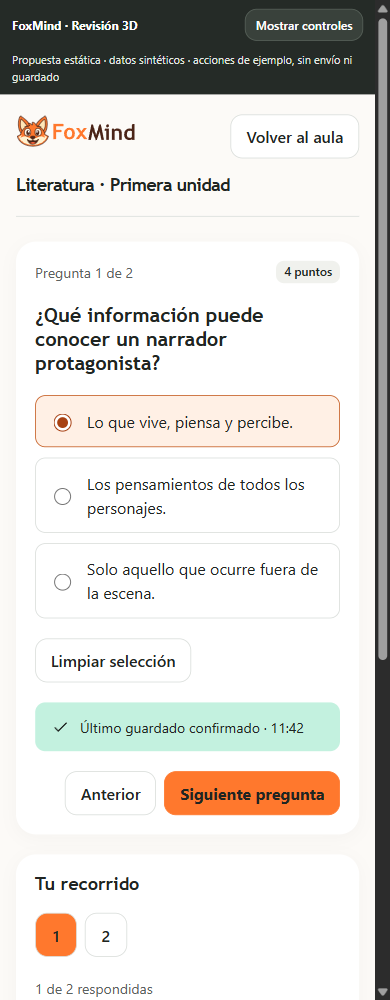 FoxMind · Revisión 3D
Mostrar controles
Propuesta estática · datos sintéticos · acciones de ejemplo, sin envío ni
guardado
FoxMind
Volver al aula
Literatura · Primera unidad
Pregunta 1 de 2
4 puntos
¿Qué información puede
conocer un narrador
protagonista?
Lo que vive, piensa y percibe.
Los pensamientos de todos los
personajes.
Solo aquello que ocurre fuera de
la escena.
Limpiar selección
Último guardado confirmado · 11:42
Anterior
Siguiente pregunta
Tu recorrido
1
2
1 de 2 respondidas